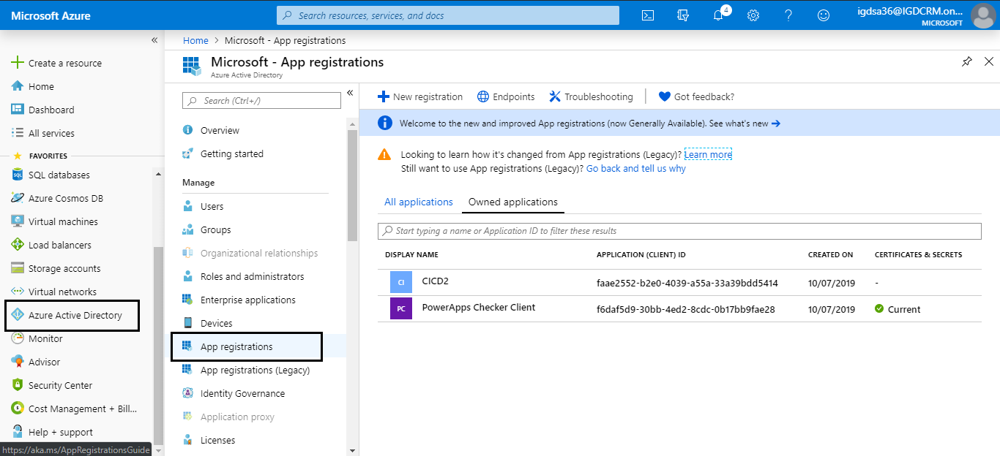 Microsoft Azure
Search resources, services, and docs
4
igdsa36@IGDCRM.on...
MICROSOFT
«
Create a resource
Home
Dashboard
All services
FAVORITES
SQL databases
Azure Cosmos DB
Virtual machines
Load balancers
Storage accounts
Virtual networks
Azure Active Directory
Monitor
Advisor
Security Center
Cost Management + Bill...
Help + support
https://aka.ms/AppRegistrationsGuide
Home > Microsoft - App registrations
Microsoft - App registrations
Azure Active Directory
Search (Ctrl+/)
«
Overview
Getting started
Manage
Users
Groups
Organizational relationships
Roles and administrators
Enterprise applications
Devices
App registrations
App registrations (Legacy)
Identity Governance
Application proxy
Licenses
New registration Endpoints Troubleshooting Got feedback?
Welcome to the new and improved App registrations (now Generally Available). See what's new →
Looking to learn how it's changed from App registrations (Legacy)? Learn more
Still want to use App registrations (Legacy)? Go back and tell us why
All applications Owned applications
Start typing a name or Application ID to filter these results
DISPLAY NAME APPLICATION (CLIENT) ID CREATED ON CERTIFICATES & SECRETS
CI CICD2 faae2552-b2e0-4039-a55a-33a39bdd5414 10/07/2019 -
PC PowerApps Checker Client f6daf5d9-30bb-4ed2-8cdc-0b17bb9fae28 10/07/2019 Current